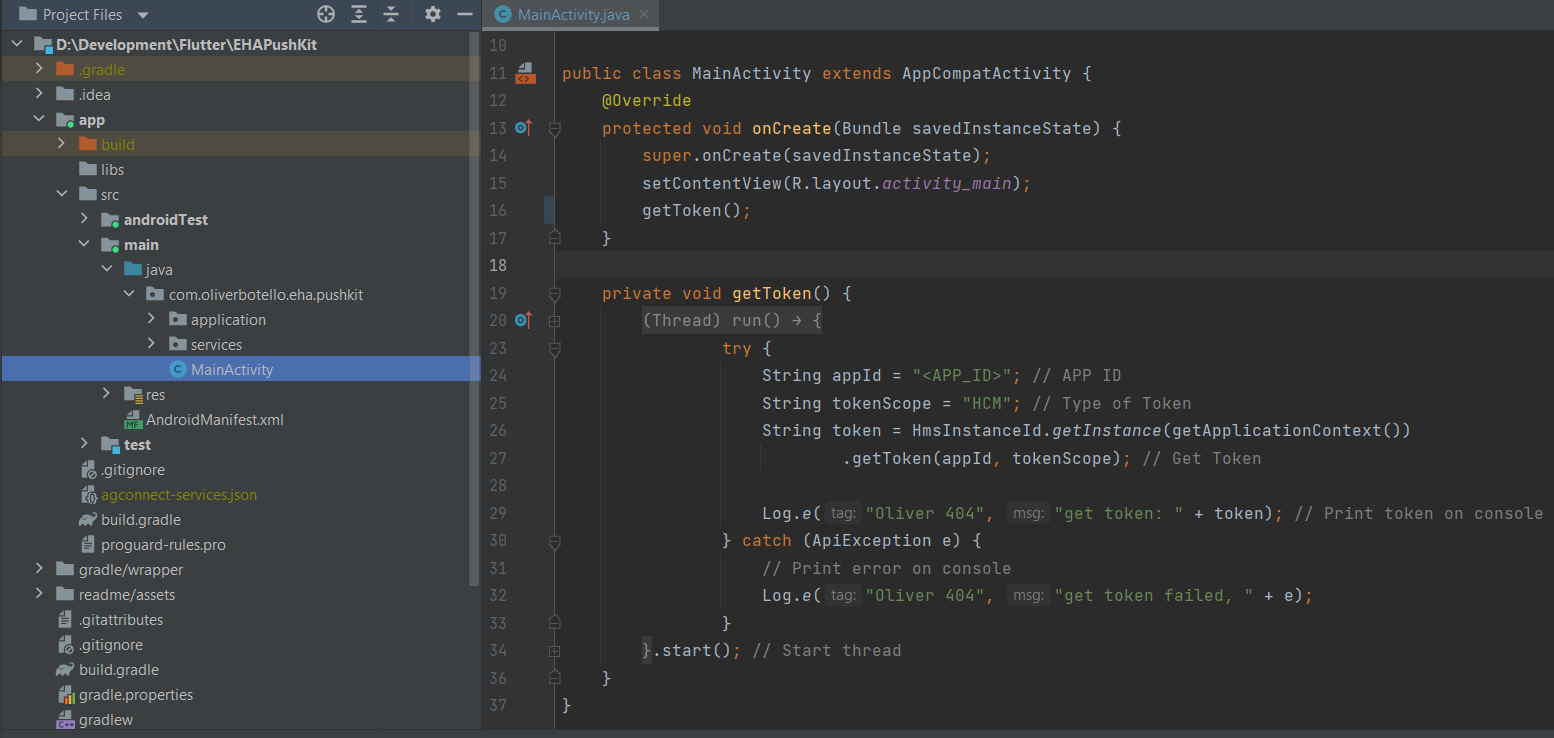 Project Files
D:\Development\Flutter\EHAPushKit
.gradle
.idea
app
build
libs
src
androidTest
main
java
com.oliverbotello.eha.pushkit
application
services
MainActivity
res
AndroidManifest.xml
test
.gitignore
agconnect-services.json
build.gradle
proguard-rules.pro
gradle/wrapper
readme/assets
.gitattributes
.gitignore
build.gradle
gradle.properties
gradlew
MainActivity.java
10
11 public class MainActivity extends AppCompatActivity {
12 @Override
13 protected void onCreate(Bundle savedInstanceState) {
14 super.onCreate(savedInstanceState);
15 setContentView(R.layout.activity_main);
16 getToken();
17 }
18
19 private void getToken() {
20 (Thread) run() → {
23 try {
24 String appId = "<APP_ID>"; // APP ID
25 String tokenScope = "HCM"; // Type of Token
26 String token = HmsInstanceId.getInstance(getApplicationContext())
27 .getToken(appId, tokenScope); // Get Token
28
29 Log.e( tag: "Oliver 404", msg: "get token: " + token); // Print token on console
30 } catch (ApiException e) {
31 // Print error on console
32 Log.e( tag: "Oliver 404", msg: "get token failed, " + e);
33 }
34 }.start(); // Start thread
36 }
37 }